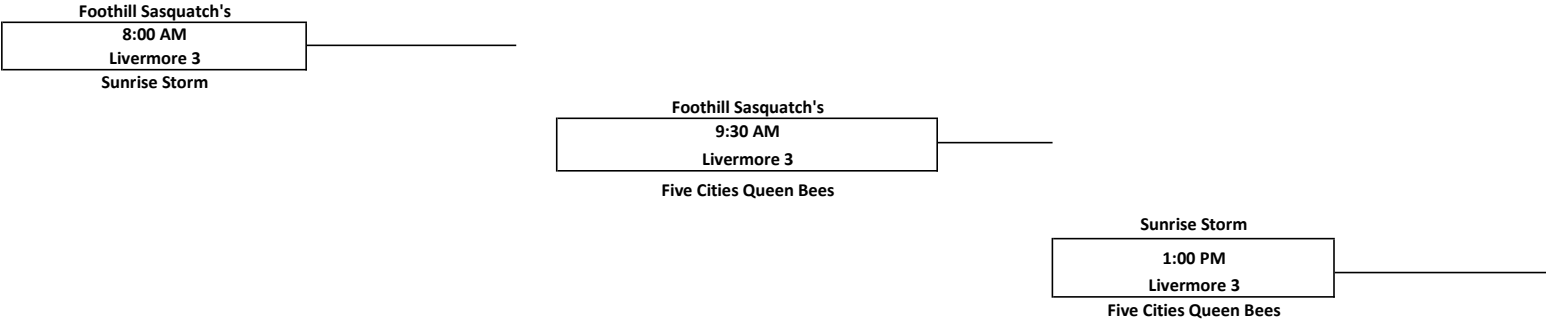 Foothill Sasquatch's
8:00 AM
Livermore 3
Sunrise Storm
Foothill Sasquatch's
9:30 AM
Livermore 3
Five Cities Queen Bees
Sunrise Storm
1:00 PM
Livermore 3
Five Cities Queen Bees